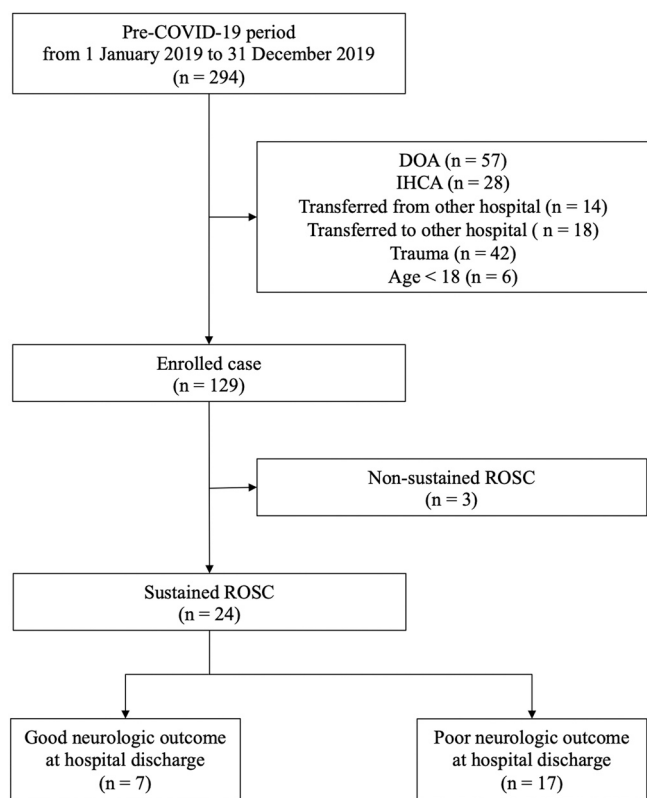 Pre-COVID-19 period
from 1 January 2019 to 31 December 2019
(n = 294)
DOA (n = 57)
IHCA (n = 28)
Transferred from other hospital (n = 14)
Transferred to other hospital ( n = 18)
Trauma (n = 42)
Age < 18 (n = 6)
Enrolled case
(n = 129)
Non-sustained ROSC
(n = 3)
Sustained ROSC
(n = 24)
Good neurologic outcome
at hospital discharge
(n = 7)
Poor neurologic outcome
at hospital discharge
(n = 17)